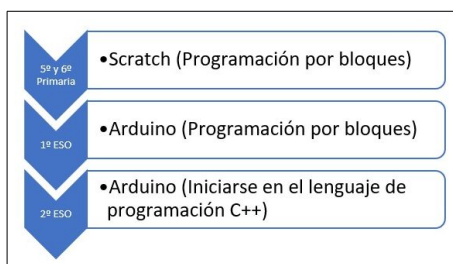 5º y 6º
Primaria
•Scratch (Programación por bloques)
1º ESO
•Arduino (Programación por bloques)
2º ESO
•Arduino (Iniciarse en el lenguaje de
programación C++)